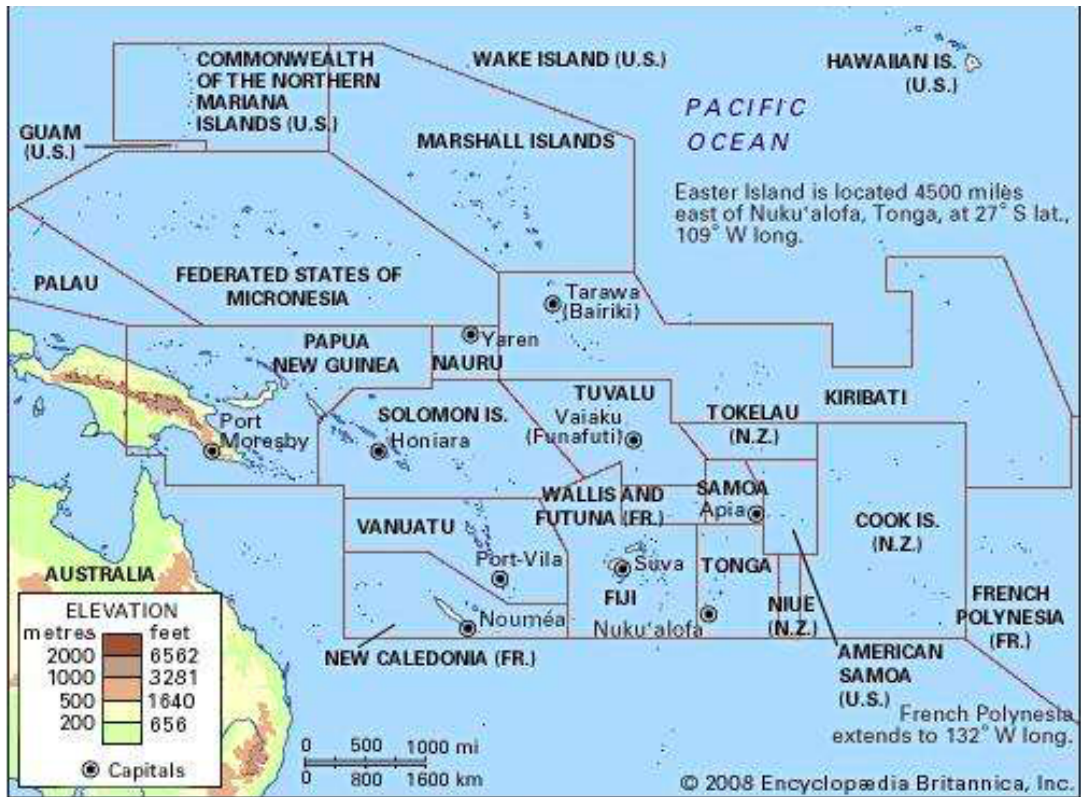 COMMONWEALTH
OF THE NORTHERN
MARIANA
ISLANDS (U.S.)
WAKE ISLAND (U.S.)
HAWAIIAN IS.
(U.S.)
PACIFIC
OCEAN
GUAM
(U.S.)
MARSHALL ISLANDS
Easter Island is located 4500 miles
east of Nukuʻalofa, Tonga, at 27° S lat.,
109° W long.
PALAU
FEDERATED STATES OF
MICRONESIA
Tarawa
(Bairiki)
PAPUA
NEW GUINEA
Yaren
NAURU
KIRIBATI
TUVALU
Vaiaku
(Funafuti)
TOKELAU
(N.Z.)
SOLOMON IS.
Honiara
Port
Moresby
WALLIS AND
FUTUNA (FR.)
SAMOA
Apia
COOK IS.
(N.Z.)
VANUATU
Port-Vila
Suva
FIJI
TONGA
Nukuʻalofa
NIUE
(N.Z.)
FRENCH
POLYNESIA
(FR.)
AUSTRALIA
Nouméa
NEW CALEDONIA (FR.)
AMERICAN
SAMOA
(U.S.)
French Polynesia
extends to 132° W long.
ELEVATION
metres feet
2000 6562
1000 3281
500 1640
200 656
Capitals
0 500 1000 mi
0 800 1600 km
© 2008 Encyclopædia Britannica, Inc.